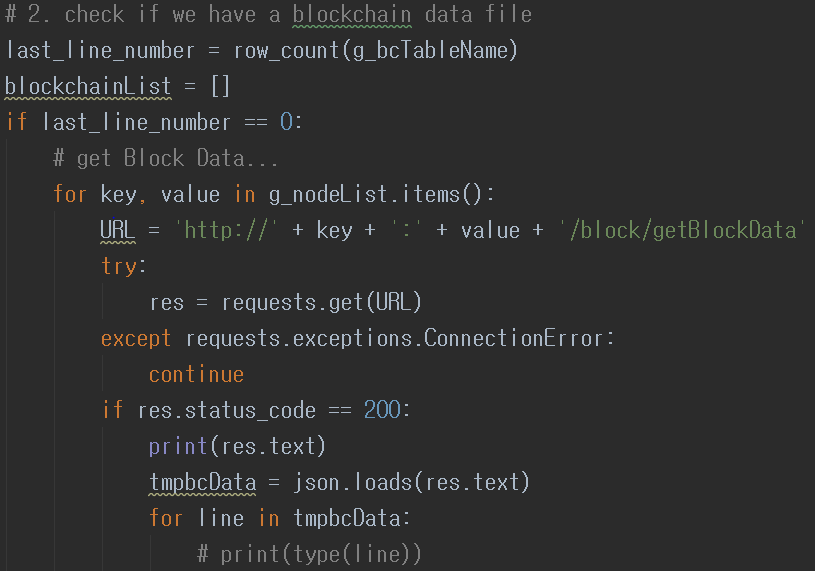 # 2. check if we have a blockchain data file
last_line_number = row_count(g_bcTableName)
blockchainList = []
if last_line_number == 0:
    # get Block Data...
    for key, value in g_nodeList.items():
        URL = 'http://' + key + ':' + value + '/block/getBlockData'
        try:
            res = requests.get(URL)
        except requests.exceptions.ConnectionError:
            continue
        if res.status_code == 200:
            print(res.text)
            tmpbcData = json.loads(res.text)
            for line in tmpbcData:
                # print(type(line))